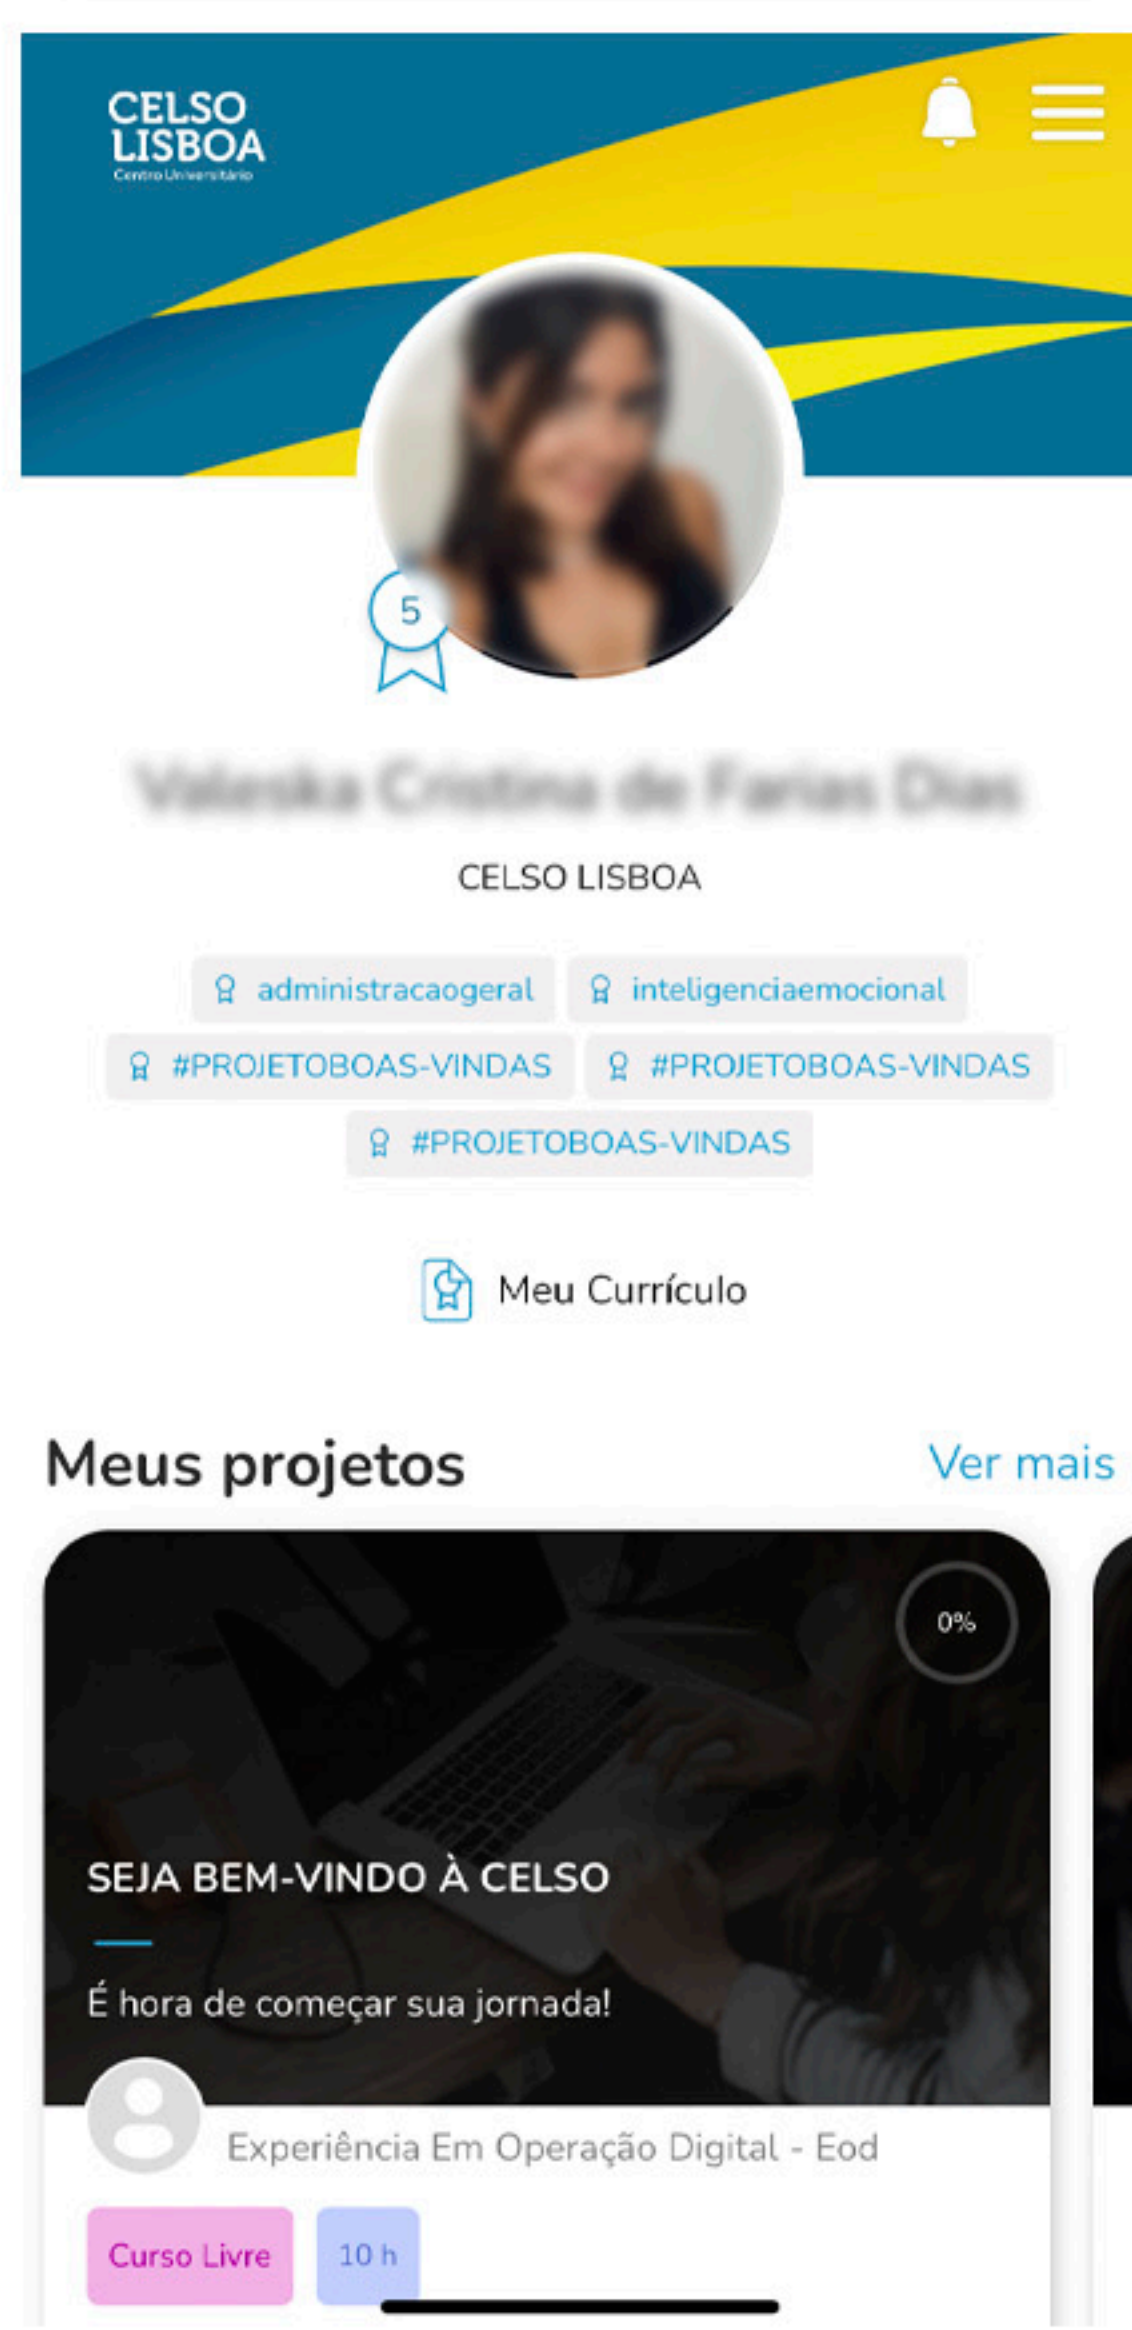 CELSO
LISBOA
Centro Universitário
5
CELSO LISBOA
administracaogeral inteligenciaemocional
#PROJETOBOAS-VINDAS #PROJETOBOAS-VINDAS
#PROJETOBOAS-VINDAS
Meu Currículo
Meus projetos Ver mais
0%
SEJA BEM-VINDO À CELSO
É hora de começar sua jornada!
Experiência Em Operação Digital - Eod
Curso Livre 10 h